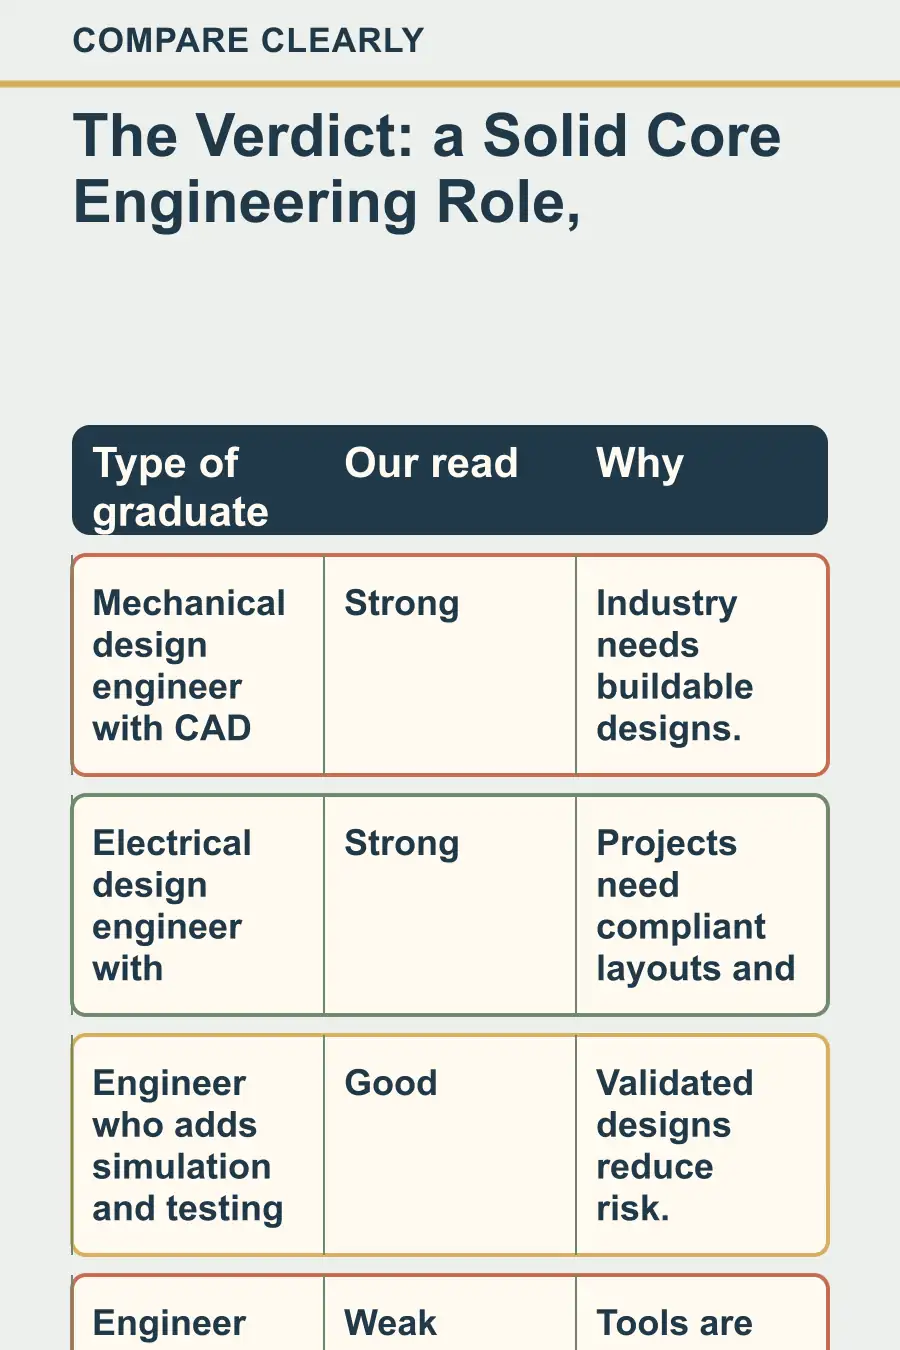 COMPARE CLEARLY
The Verdict: a Solid Core
Engineering Role,
Type of graduate
Our read
Why
Mechanical
design
engineer
with CAD
Strong
Industry
needs
buildable
designs.
Electrical
design
engineer
with
Strong
Projects
need
compliant
layouts and
Engineer
who adds
simulation
and testing
Good
Validated
designs
reduce
risk.
Engineer
Weak
Tools are